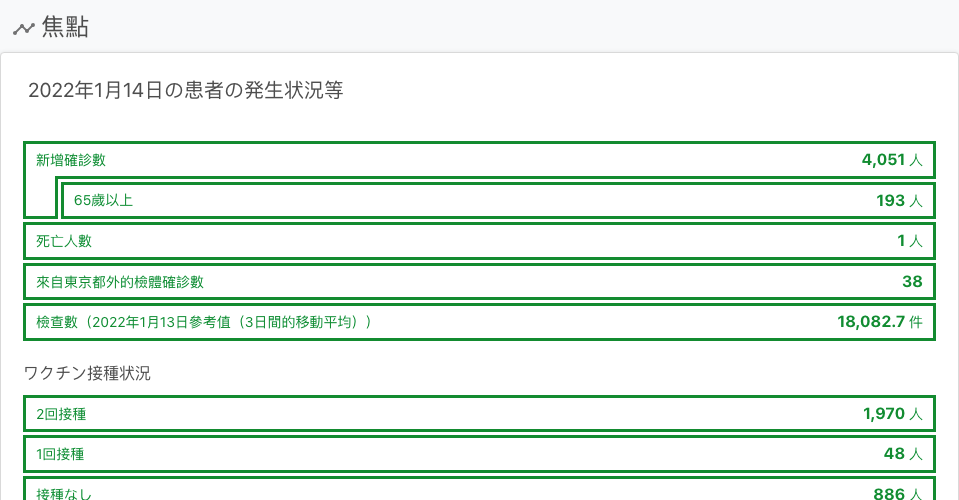 焦點
2022年1月14日の患者の発生状況等
新增確診數 4,051 人
65歲以上 193 人
死亡人數 1 人
來自東京都外的檢體確診數 38
檢查數（2022年1月13日參考值（3日間的移動平均）） 18,082.7 件
ワクチン接種状況
2回接種 1,970 人
1回接種 48 人
接種なし 886 人